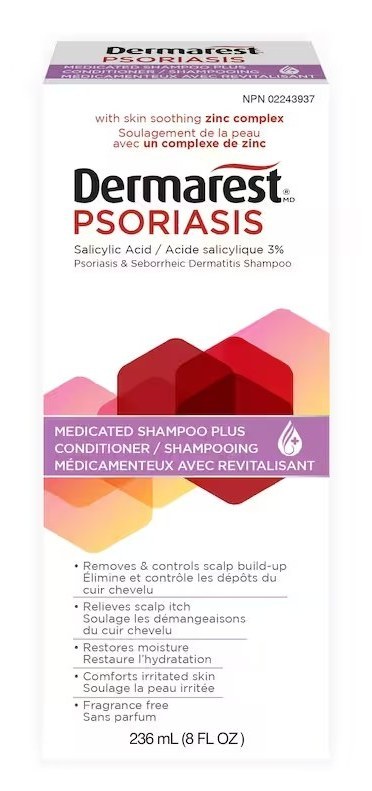 Dermarest
PSORIASIS
MEDICATED SHAMPOO PLUS
CONDITIONER / SHAMPOOING
MÉDICAMENTEUX AVEC REVITALISANT
NPN 02243937
with skin soothing zinc complex
Soulagement de la peau
avec un complexe de zinc
Dermarest®MD
PSORIASIS
Salicylic Acid / Acide salicylique 3%
Psoriasis & Seborrheic Dermatitis Shampoo
MEDICATED SHAMPOO PLUS
CONDITIONER / SHAMPOOING
MÉDICAMENTEUX AVEC REVITALISANT
• Removes & controls scalp build-up
Élimine et contrôle les dépôts du
cuir chevelu
• Relieves scalp itch
Soulage les démangeaisons
du cuir chevelu
• Restores moisture
Restaure l'hydratation
• Comforts irritated skin
Soulage la peau irritée
• Fragrance free
Sans parfum
236 mL (8 FL OZ)